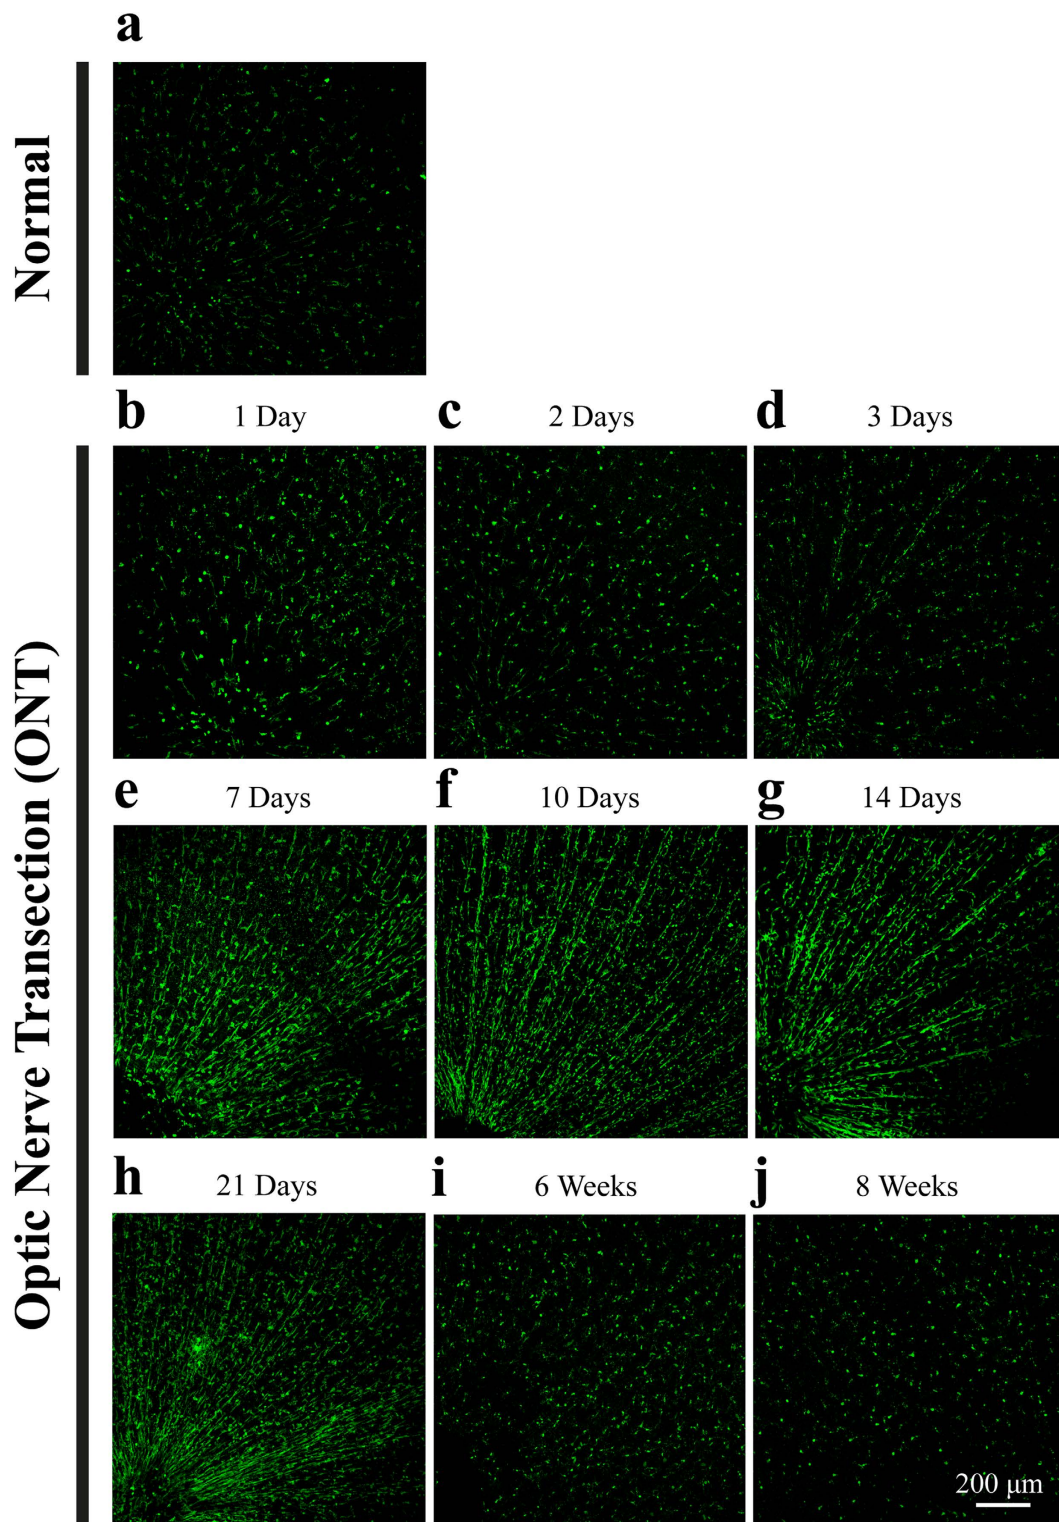 a
Normal
b 1 Day c 2 Days d 3 Days
Optic Nerve Transection (ONT)
e 7 Days f 10 Days g 14 Days
h 21 Days i 6 Weeks j 8 Weeks
200 μm